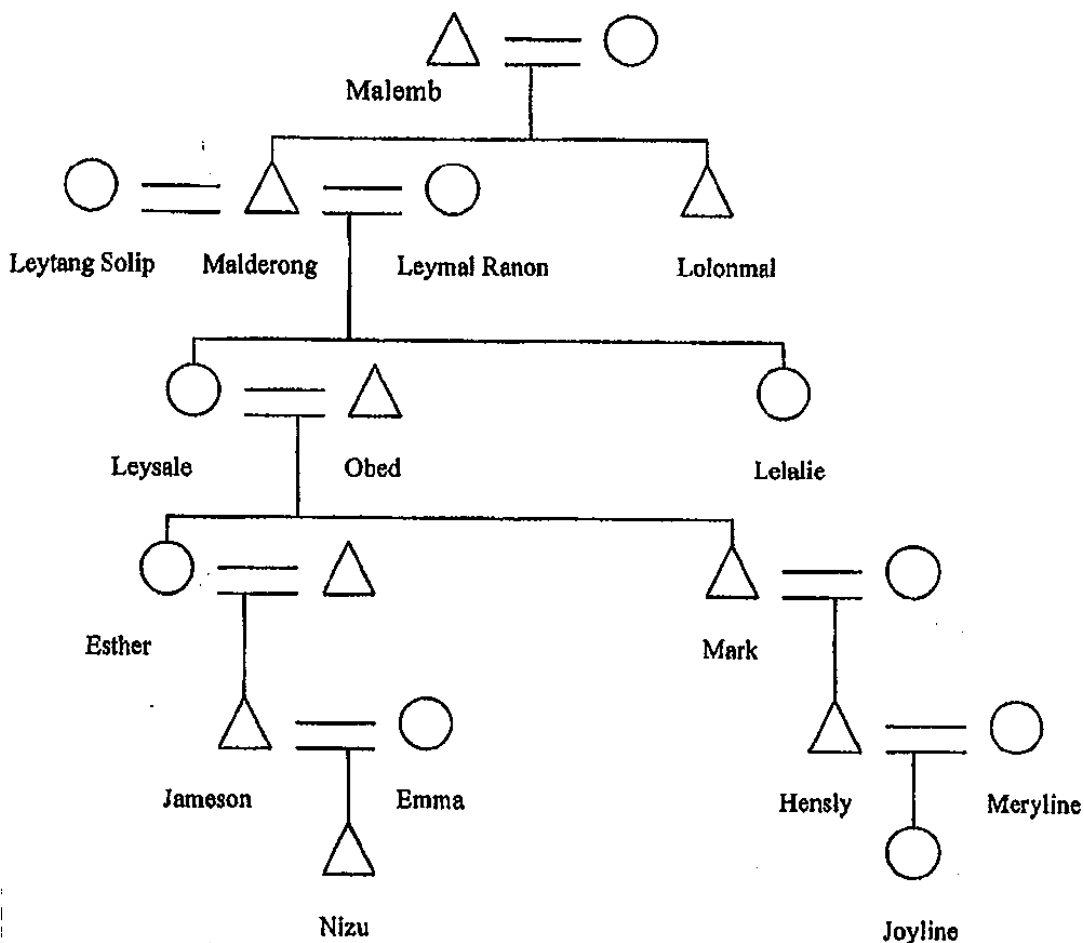 Malemb
Leytang Solip Malderong Leymal Ranon Lolonmal
Leysale Obed Lelalie
Esther Mark
Jameson Emma Hensly Meryline
Nizu Joyline